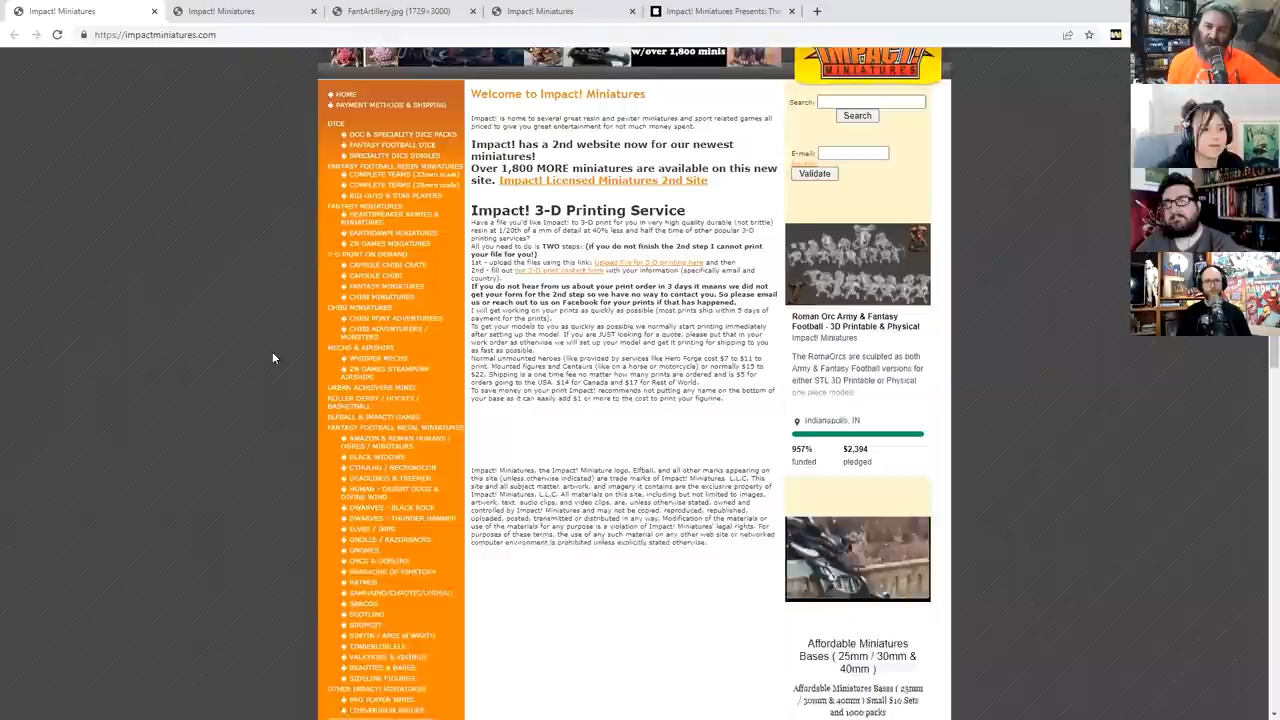 Impact! Miniatures
Impact! Miniatures
FantArtillery.jpg (1729×3000)
Impact! Miniatures
Impact! Miniatures Presents: The
https://impactminiatures.com
w/over 1,800 minis
IMPACT!
MINIATURES
HOME
PAYMENT METHODS & SHIPPING
DICE
DOC & SPECIALITY DICE PACKS
FANTASY FOOTBALL DICE
SPECIALITY DICE SINGLES
FANTASY FOOTBALL RESIN MINIATURES
COMPLETE TEAMS (32mm scale)
COMPLETE TEAMS (28mm scale)
BIG GUYS & STAR PLAYERS
FANTASY MINIATURES
HEARTBREAKER ARMIES &
MINIATURES
EARTHDAWN MINIATURES
ZN GAMES MINIATURES
3-D PRINT ON DEMAND
CAPSULE CHIBI CRATE
CAPSULE CHIBI
FANTASY MINIATURES
CHIBI MINIATURES
CHIBI MINIATURES
CHIBI PONY ADVENTURERS
CHIBI ADVENTURERS /
MONSTERS
MECHS & AIRSHIPS
WHISPER MECHS
ZN GAMES STEAMPUNK
AIRSHIPS
URBAN ACHIEVERS MINIS
ROLLER DERBY / HOCKEY /
BASKETBALL
ELFBALL & IMPACT! GAMES
FANTASY FOOTBALL METAL MINIATURES
AMAZON & ROMAN HUMANS /
OGRES / MINOTAURS
BLACK WIDOWS
CTHULHU / NECROMICON
DEADLINGS & TREEMEN
HUMAN - DESERT DOGS &
DIVINE WIND
DWARVES - BLACK ROCK
DWARVES - THUNDER HAMMER
ELVES / IMPS
GNOLLS / RAZORBACKS
GNOMES
ORCS & GOBLINS
RATMEN
SARCOS
SCOTLING
SIMYIN / APES of WRATH
VALKYRIES & VIKINGS
BEAUTIES & BABES
SIDELINE FIGURES
OTHER IMPACT! MINIATURES
PRO PLAYER MINIS
Welcome to Impact! Miniatures
Impact! is home to several great resin and pewter miniatures and sport related games all
priced to give you great entertainment for not much money spent.
Impact! has a 2nd website now for our newest
miniatures!
Over 1,800 MORE miniatures are available on this new
site. Impact! Licensed Miniatures 2nd Site
Impact! 3-D Printing Service
Have a file you'd like Impact! to 3-D print for you in very high quality durable (not brittle)
resin at 1/20th of a mm of detail at 40% less and half the time of other popular 3-D
printing services?
All you need to do is TWO steps: (if you do not finish the 2nd step I cannot print
your file for you!)
1st - upload the files using this link: Upload File for 3-D printing here and then
2nd - fill out our 3-D print contact form with your information (specifically email and
country).
If you do not hear from us about your print order in 3 days it means we did not
get your form for the 2nd step so we have no way to contact you. So please email
us or reach out to us on Facebook for your prints if that has happened.
I will get working on your prints as quickly as possible (most prints ship within 5 days of
payment for the prints).
To get your models to you as quickly as possible we normally start printing immediately
after setting up the model. If you are JUST looking for a quote, please put that in your
work order as otherwise we will set up your model and get it printing for shipping to you
as fast as possible.
Normal unmounted heroes (like provided by services like Hero Forge cost $7 to $11 to
print. Mounted figures and Centaurs (like on a horse or motorcycle) or normally $15 to
$22. Shipping is a one time fee no matter how many prints are ordered and is $5 for
orders going to the USA. $14 for Canada and $17 for Rest of World.
To save money on your print Impact! recommends not putting any name on the bottom of
your base as it can easily add $1 or more to the cost to print your figurine.
Impact! Miniatures, the Impact! Miniature logo, Elfball, and all other marks appearing on
this site (unless otherwise indicated) are trade marks of Impact! Miniatures, L.L.C. This
site and all subject matter, artwork, and imagery it contains are the exclusive property of
Impact! Miniatures, L.L.C. All materials on this site, including but not limited to images,
artwork, text, audio clips, and video clips, are, unless otherwise stated, owned and
controlled by Impact! Miniatures and may not be copied, reproduced, republished,
uploaded, posted, transmitted or distributed in any way. Modification of the materials or
use of the materials for any purpose is a violation of Impact! Miniatures' legal rights. For
purposes of these terms, the use of any such material on any other web site or networked
computer environment is prohibited unless explicitly stated otherwise.
Search:
Search
E-mail:
Validate
Roman Orc Army & Fantasy
Football - 3D Printable & Physical
Impact! Miniatures
The RomaOrcs are sculpted as both
Army & Fantasy Football versions for
either STL 3D Printable or Physical
one piece models
Indianapolis, IN
957% $2,394
funded pledged
Affordable Miniatures
Bases ( 25mm / 30mm &
40mm )
Affordable Miniatures Bases ( 25mm
/ 30mm & 40mm ) Small $10 Sets
and 1000 packs